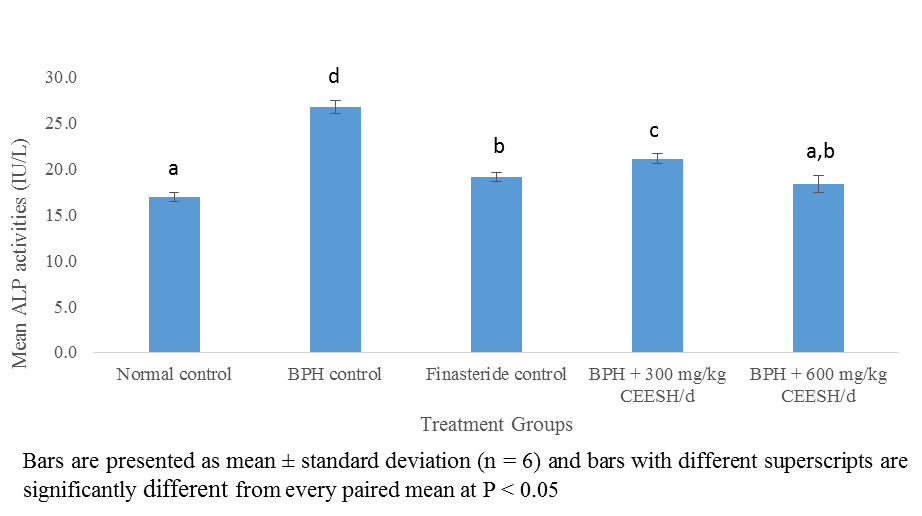 30.0
25.0
20.0
15.0
10.0
5.0
0.0
Mean ALP activities (IU/L)
a
d
b
c
a,b
Normal control
BPH control
Finasteride control
BPH + 300 mg/kg
CEESH/d
BPH + 600 mg/kg
CEESH/d
Treatment Groups
Bars are presented as mean ± standard deviation (n = 6) and bars with different superscripts are
significantly different from every paired mean at P < 0.05